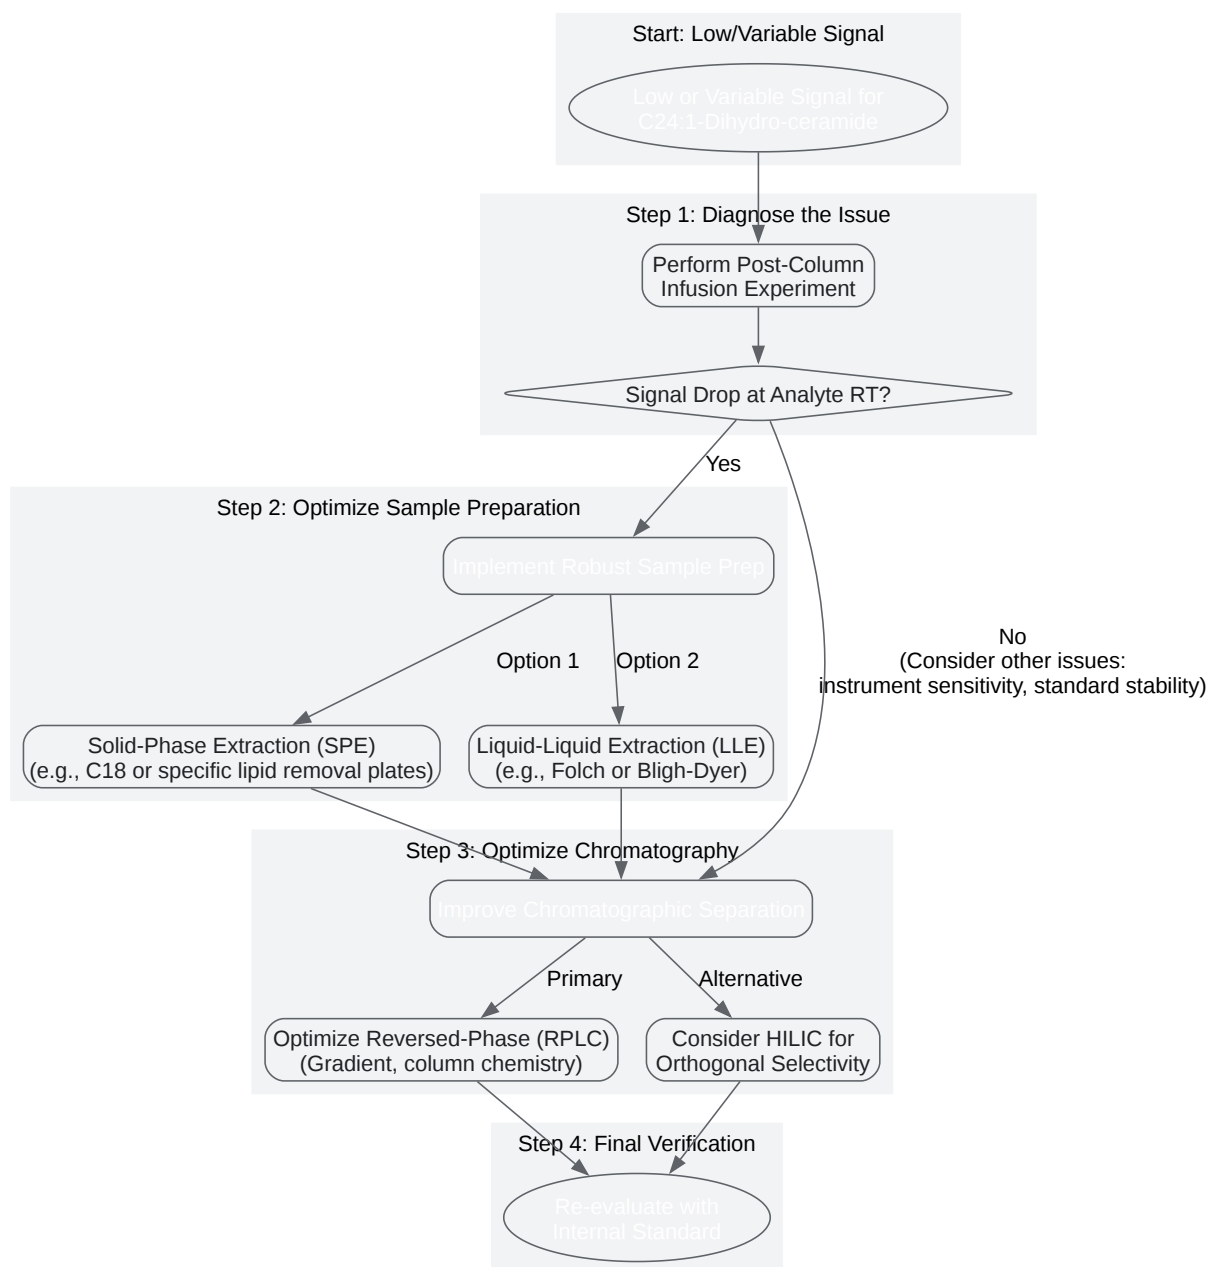 Start: Low/Variable Signal
Low or Variable Signal for
C24:1-Dihydro-ceramide
Step 1: Diagnose the Issue
Perform Post-Column
Infusion Experiment
Signal Drop at Analyte RT?
Yes
Step 2: Optimize Sample Preparation
Implement Robust Sample Prep
No
(Consider other issues:
instrument sensitivity, standard stability)
Option 1
Option 2
Solid-Phase Extraction (SPE)
(e.g., C18 or specific lipid removal plates)
Liquid-Liquid Extraction (LLE)
(e.g., Folch or Bligh-Dyer)
Step 3: Optimize Chromatography
Improve Chromatographic Separation
Primary
Alternative
Optimize Reversed-Phase (RPLC)
(Gradient, column chemistry)
Consider HILIC for
Orthogonal Selectivity
Step 4: Final Verification
Re-evaluate with
Internal Standard